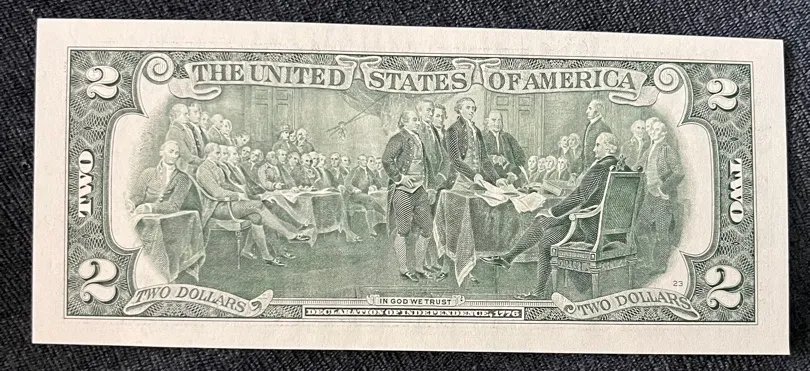 2 THE UNITED STATES OF AMERICA 2
TWO
TWO
2 TWO DOLLARS
IN GOD WE TRUST
DECLARATION OF INDEPENDENCE, 1776
23
TWO DOLLARS 2